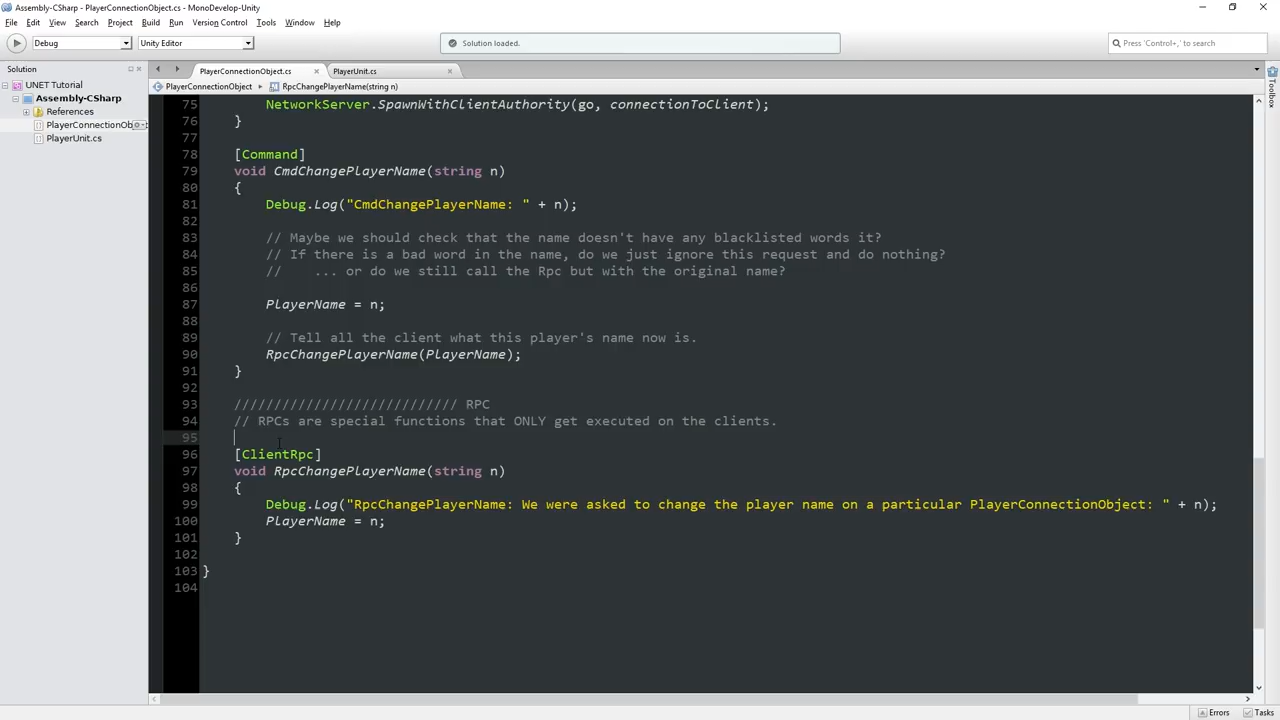 Assembly-CSharp - PlayerConnectionObject.cs - MonoDevelop-Unity
File Edit View Search Project Build Run Version Control Tools Window Help
Debug Unity Editor Solution loaded. Press 'Control+,' to search
Solution
PlayerConnectionObject.cs PlayerUnit.cs
UNET Tutorial
Assembly-CSharp
References
PlayerConnectionOb
PlayerUnit.cs
PlayerConnectionObject RpcChangePlayerName(string n)
75 NetworkServer.SpawnWithClientAuthority(go, connectionToClient);
76 }
77
78 [Command]
79 void CmdChangePlayerName(string n)
80 {
81 Debug.Log("CmdChangePlayerName: " + n);
82
83 // Maybe we should check that the name doesn't have any blacklisted words it?
84 // If there is a bad word in the name, do we just ignore this request and do nothing?
85 // ... or do we still call the Rpc but with the original name?
86
87 PlayerName = n;
88
89 // Tell all the client what this player's name now is.
90 RpcChangePlayerName(PlayerName);
91 }
92
93 //////////////////////////// RPC
94 // RPCs are special functions that ONLY get executed on the clients.
95
96 [ClientRpc]
97 void RpcChangePlayerName(string n)
98 {
99 Debug.Log("RpcChangePlayerName: We were asked to change the player name on a particular PlayerConnectionObject: " + n);
100 PlayerName = n;
101 }
102
103 }
104
Toolbox
Errors Tasks